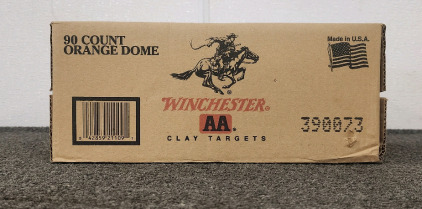 90 COUNT
ORANGE DOME
Made in U.S.A.
WINCHESTER®
AA®
CLAY TARGETS
390073